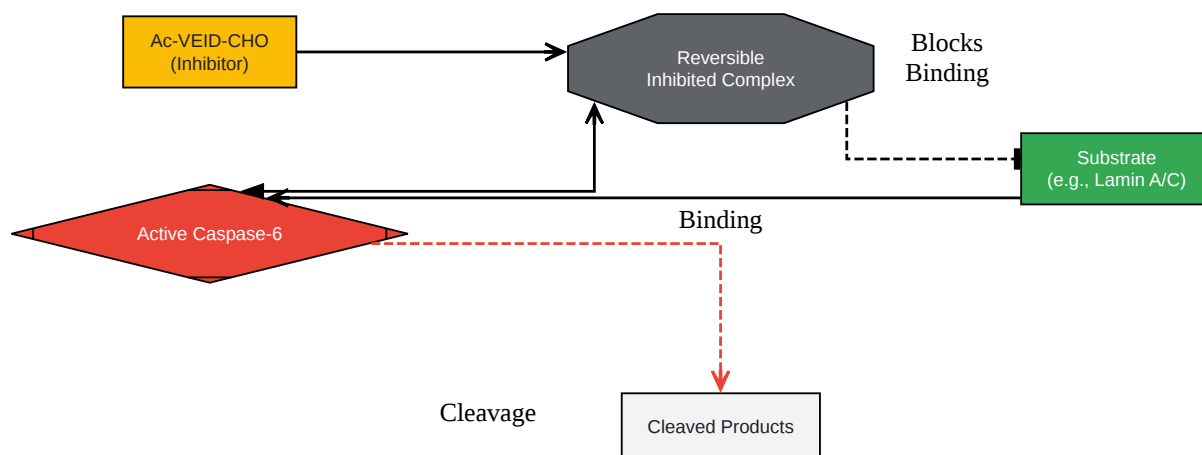 Ac-VEID-CHO
(Inhibitor)
Reversible
Inhibited Complex
Blocks
Binding
Substrate
(e.g., Lamin A/C)
Binding
Active Caspase-6
Cleavage
Cleaved Products